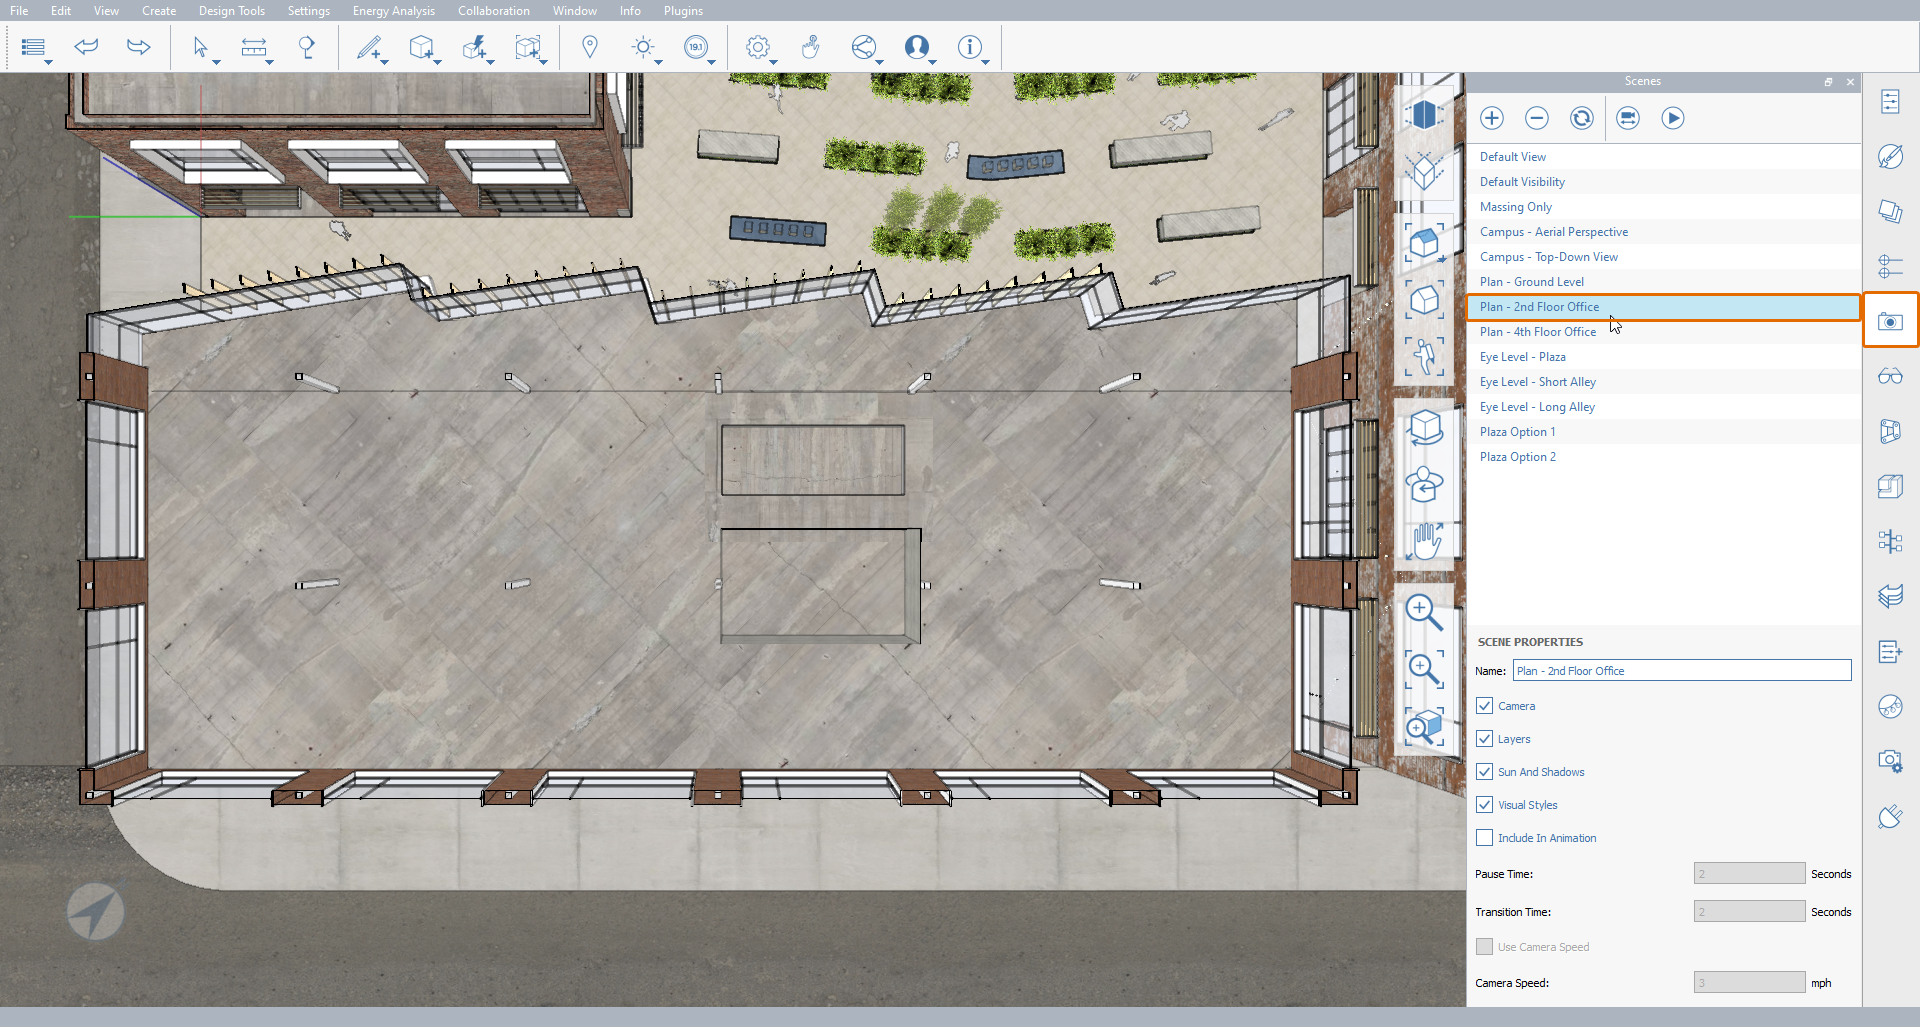 File Edit View Create Design Tools Settings Energy Analysis Collaboration Window Info Plugins
19.1
Scenes
Default View
Default Visibility
Massing Only
Campus - Aerial Perspective
Campus - Top-Down View
Plan - Ground Level
Plan - 2nd Floor Office
Plan - 4th Floor Office
Eye Level - Plaza
Eye Level - Short Alley
Eye Level - Long Alley
Plaza Option 1
Plaza Option 2
SCENE PROPERTIES
Name: Plan - 2nd Floor Office
Camera
Layers
Sun And Shadows
Visual Styles
Include In Animation
Pause Time: 2 Seconds
Transition Time: 2 Seconds
Use Camera Speed
Camera Speed: 3 mph